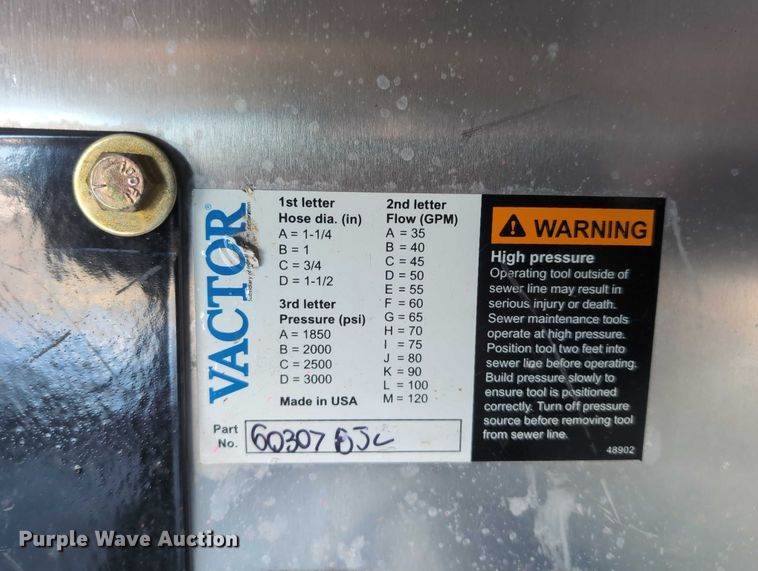 VACTOR
1st letter
Hose dia. (in)
A = 1-1/4
B = 1
C = 3/4
D = 1-1/2
3rd letter
Pressure (psi)
A = 1850
B = 2000
C = 2500
D = 3000
Made in USA
2nd letter
Flow (GPM)
A = 35
B = 40
C = 45
D = 50
E = 55
F = 60
G = 65
H = 70
I = 75
J = 80
K = 90
L = 100
M = 120
Part
No.
60307 BJC
WARNING
High pressure
Operating tool outside of
sewer line may result in
serious injury or death.
Sewer maintenance tools
operate at high pressure.
Position tool two feet into
sewer line before operating.
Build pressure slowly to
ensure tool is positioned
correctly. Turn off pressure
source before removing tool
from sewer line.
48902
Purple Wave Auction